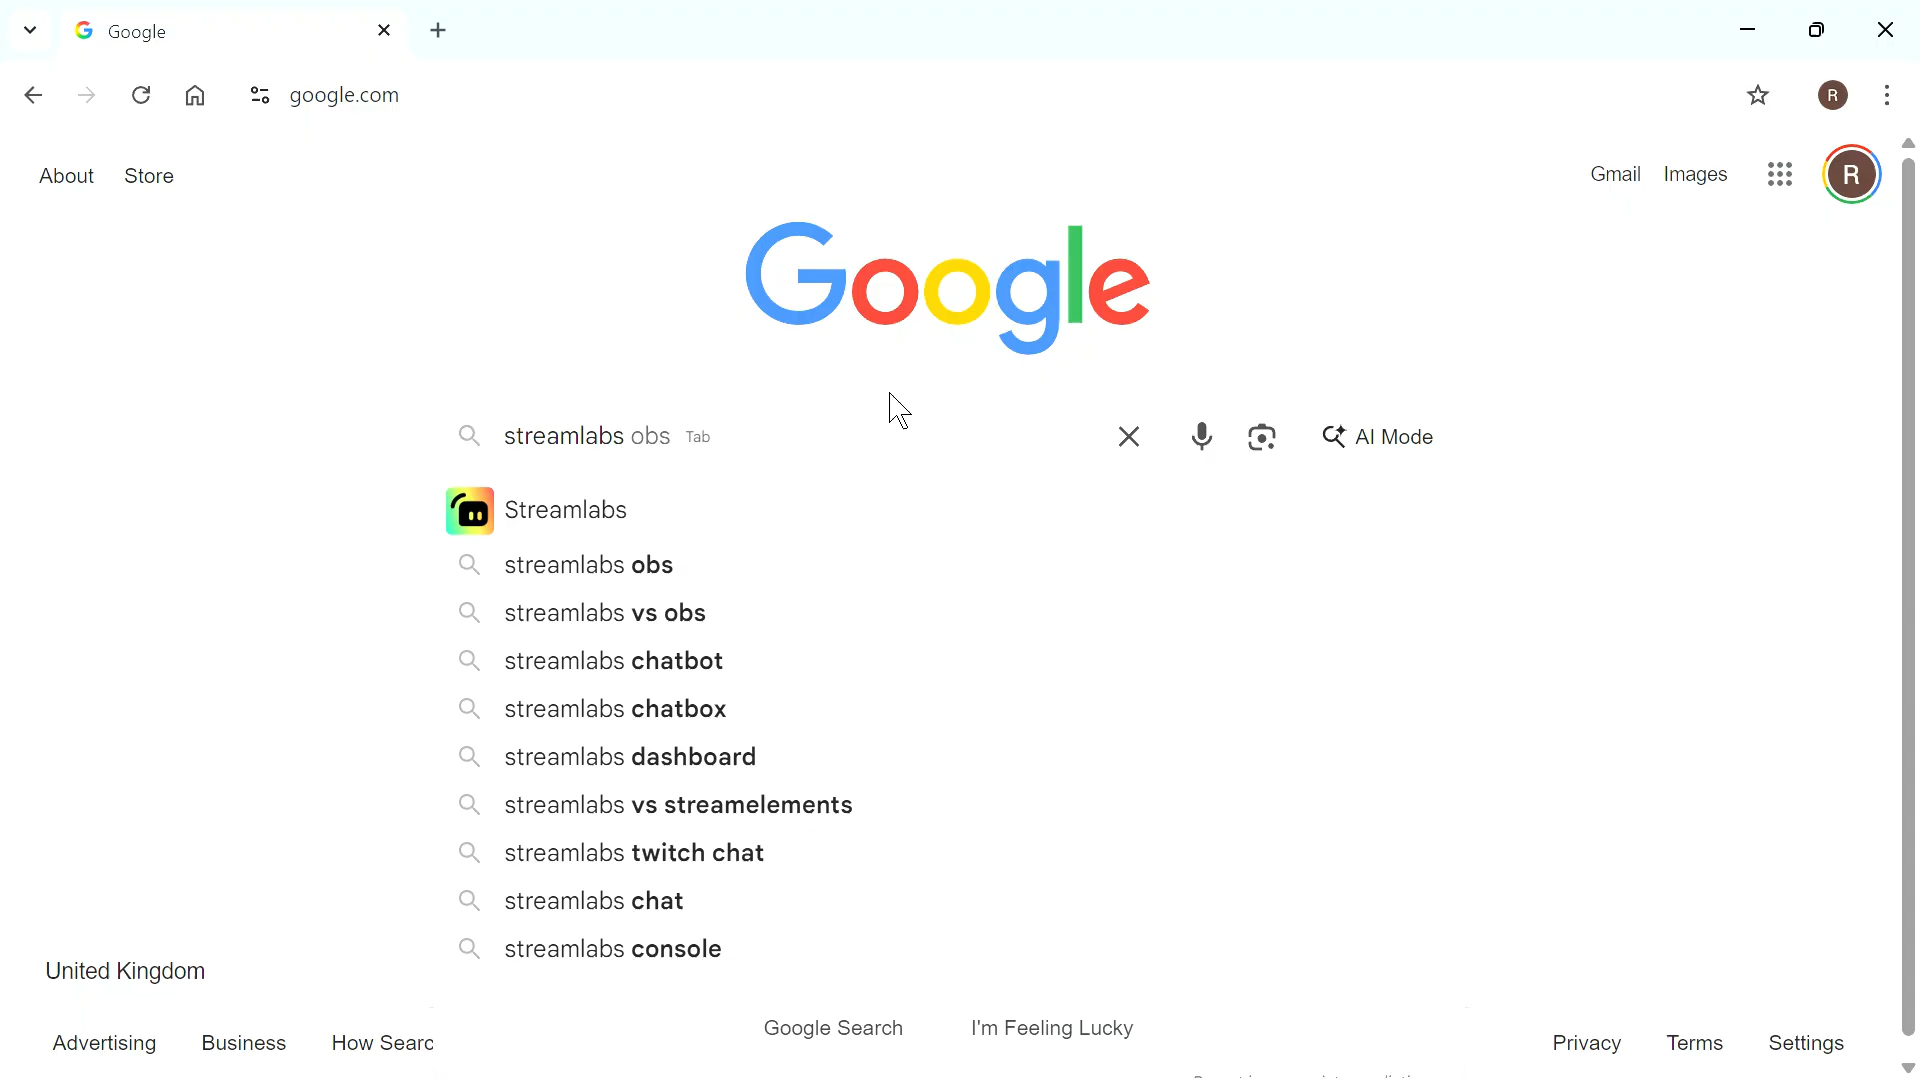 Google
google.com
R
About Store
Gmail Images
R
Google
streamlabs obs Tab
AI Mode
Streamlabs
streamlabs obs
streamlabs vs obs
streamlabs chatbot
streamlabs chatbox
streamlabs dashboard
streamlabs vs streamelements
streamlabs twitch chat
streamlabs chat
streamlabs console
United Kingdom
Google Search I'm Feeling Lucky
Advertising Business How Searc
Privacy Terms Settings